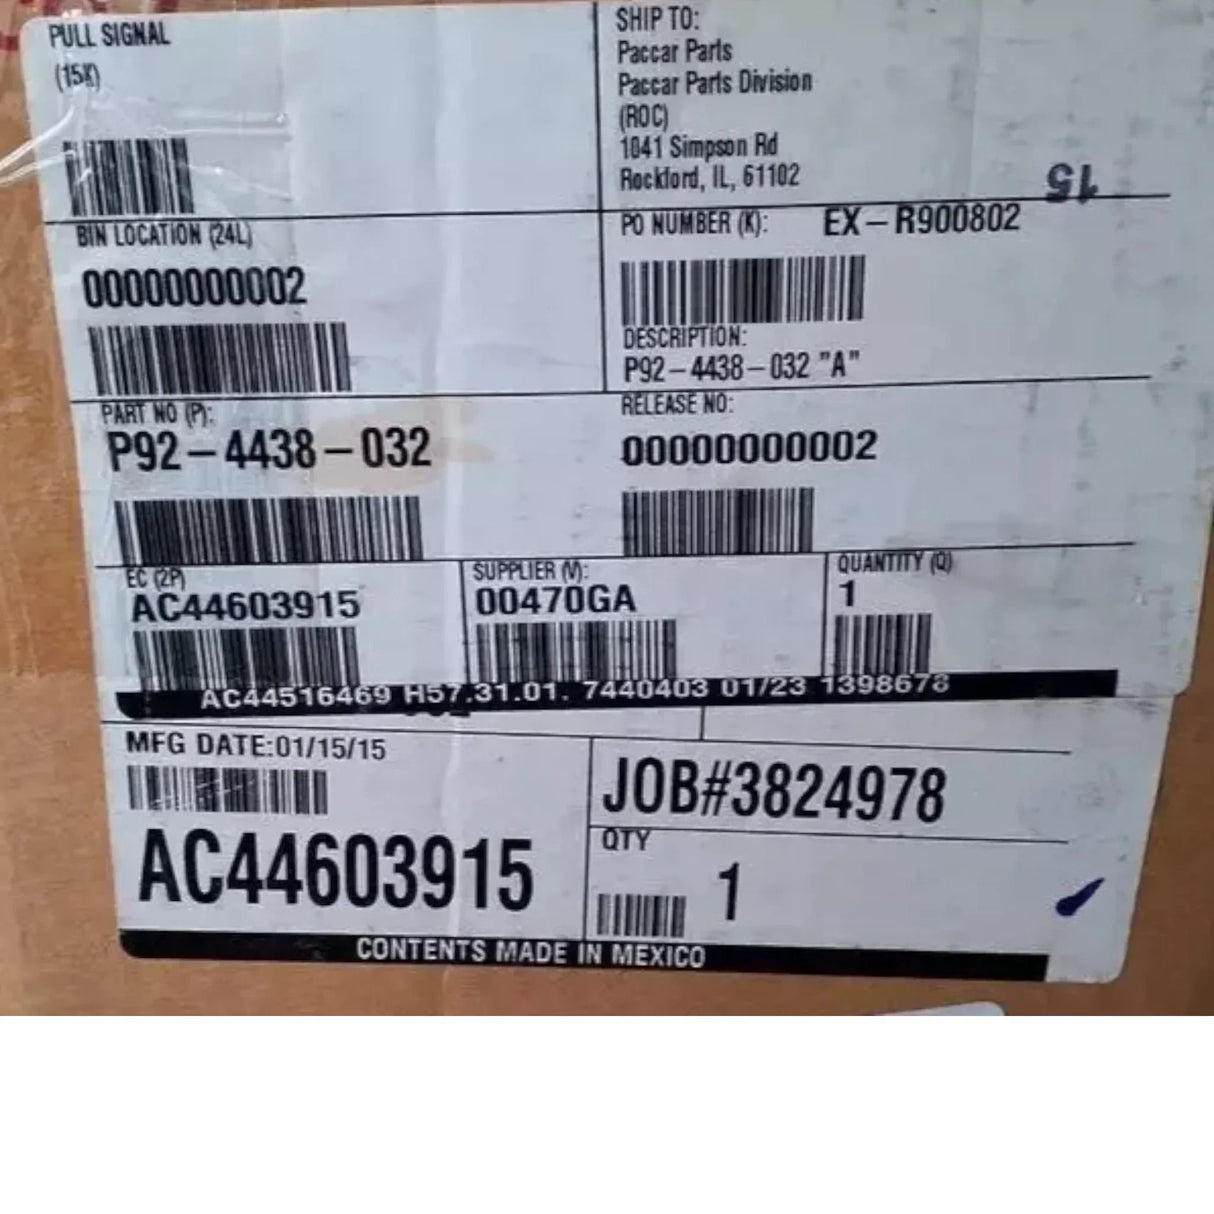 PULL SIGNAL
(15K)
BIN LOCATION (24L)
00000000002
SHIP TO:
Paccar Parts
Paccar Parts Division
(ROC)
1041 Simpson Rd
Rockford, IL, 61102
15
PO NUMBER (K): EX-R900802
DESCRIPTION:
P92-4438-032 "A"
PART NO (P):
P92-4438-032
RELEASE NO:
00000000002
EC (2P)
AC44603915
SUPPLIER (V):
00470GA
QUANTITY (Q)
1
AC44516469 H57.31.01. 7440403 01/23 1398678
MFG DATE:01/15/15
AC44603915
JOB#3824978
QTY
1
CONTENTS MADE IN MEXICO